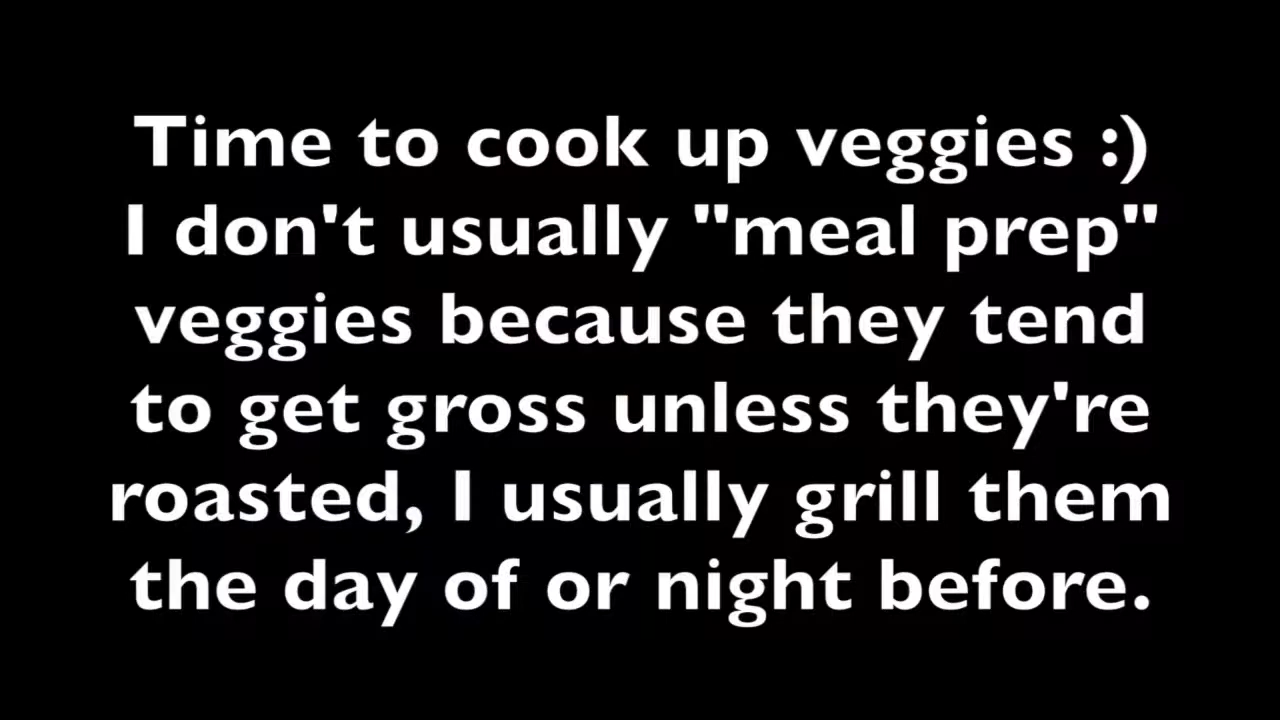 Time to cook up veggies :)
I don't usually "meal prep"
veggies because they tend
to get gross unless they're
roasted, I usually grill them
the day of or night before.